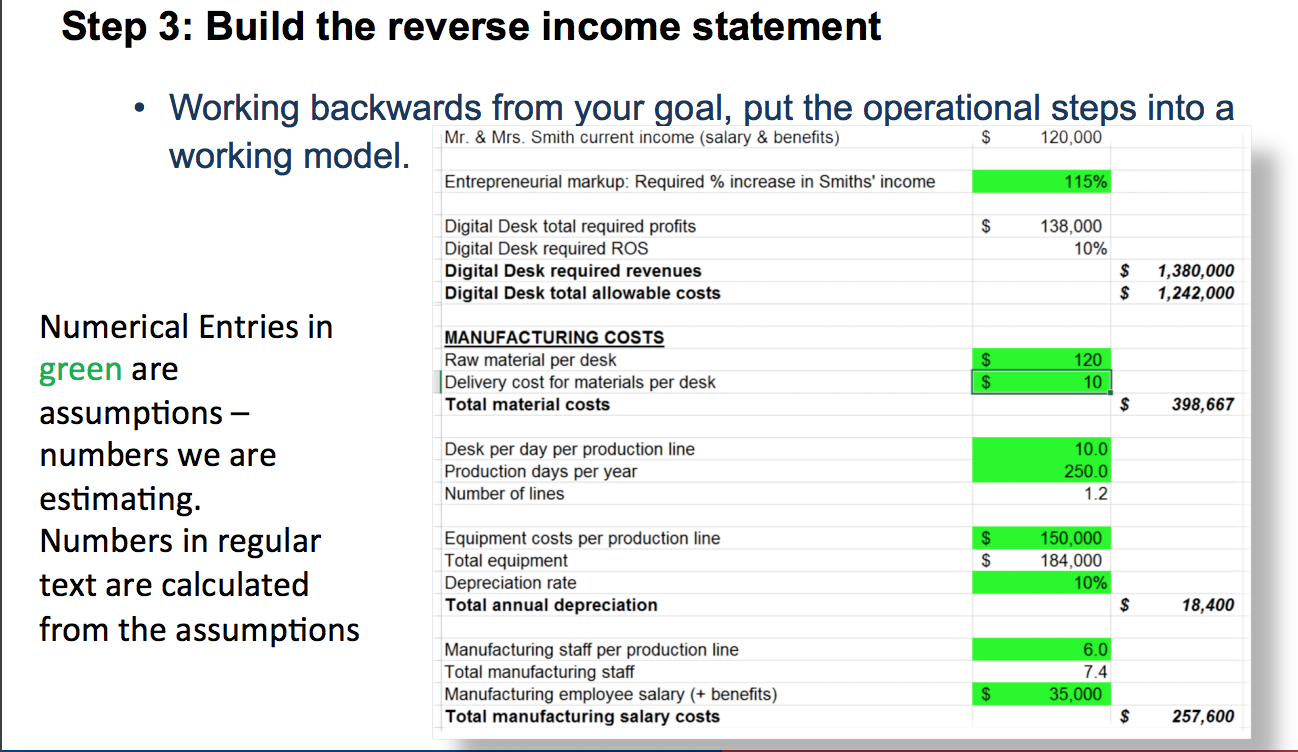 Step 3: Build the reverse income statement
• Working backwards from your goal, put the operational steps into a
working model.
Numerical Entries in
green are
assumptions –
numbers we are
estimating.
Numbers in regular
text are calculated
from the assumptions
Mr. & Mrs. Smith current income (salary & benefits) $ 120,000
Entrepreneurial markup: Required % increase in Smiths' income 115%
Digital Desk total required profits $ 138,000
Digital Desk required ROS 10%
Digital Desk required revenues $ 1,380,000
Digital Desk total allowable costs $ 1,242,000
MANUFACTURING COSTS
Raw material per desk $ 120
Delivery cost for materials per desk $ 10
Total material costs $ 398,667
Desk per day per production line 10.0
Production days per year 250.0
Number of lines 1.2
Equipment costs per production line $ 150,000
Total equipment $ 184,000
Depreciation rate 10%
Total annual depreciation $ 18,400
Manufacturing staff per production line 6.0
Total manufacturing staff 7.4
Manufacturing employee salary (+ benefits) $ 35,000
Total manufacturing salary costs $ 257,600